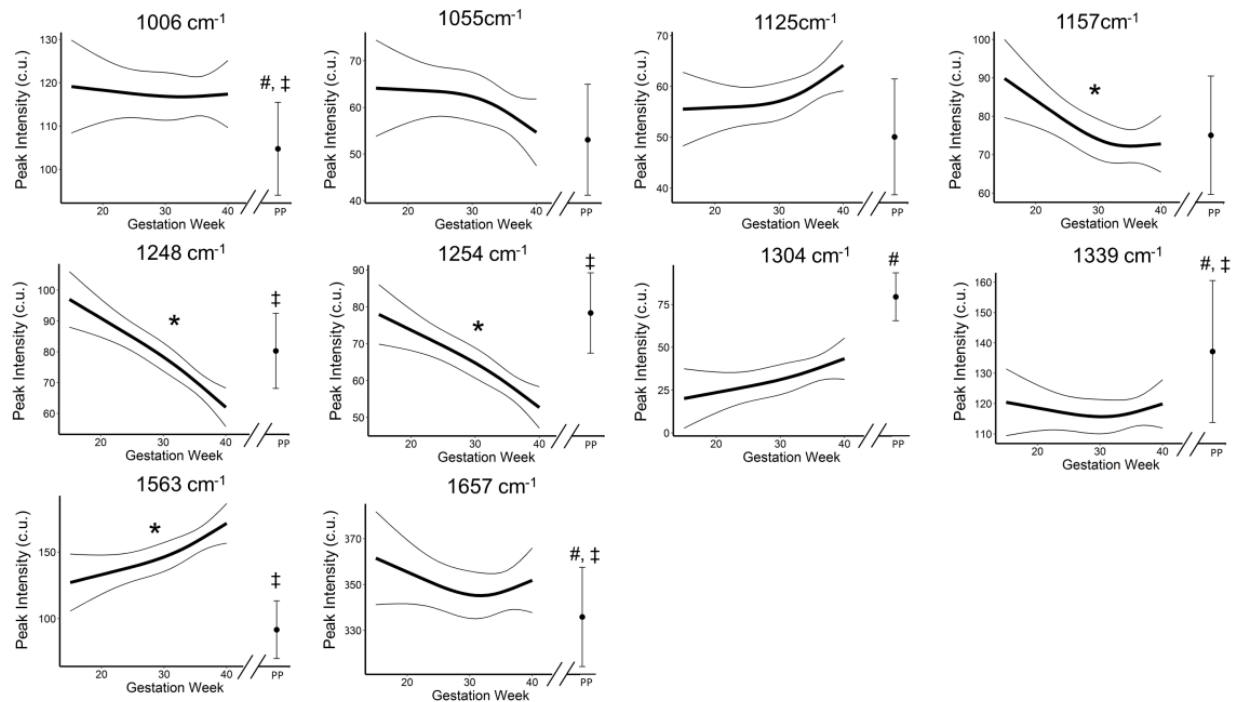 1006 cm-1
Peak Intensity (c.u.)
130
120
110
100
#, ‡
20
30
40
PP
Gestation Week
1055cm-1
Peak Intensity (c.u.)
70
60
50
40
20
30
40
PP
Gestation Week
1125cm-1
Peak Intensity (c.u.)
70
60
50
40
20
30
40
PP
Gestation Week
1157cm-1
Peak Intensity (c.u.)
100
90
80
70
60
*
20
30
40
PP
Gestation Week
1248 cm-1
Peak Intensity (c.u.)
100
90
80
70
60
*
‡
20
30
40
PP
Gestation Week
1254 cm-1
Peak Intensity (c.u.)
90
80
70
60
50
*
‡
20
30
40
PP
Gestation Week
1304 cm-1
Peak Intensity (c.u.)
75
50
25
0
#
20
30
40
PP
Gestation Week
1339 cm-1
Peak Intensity (c.u.)
160
150
140
130
120
110
#, ‡
20
30
40
PP
Gestation Week
1563 cm-1
Peak Intensity (c.u.)
150
100
*
‡
20
30
40
PP
Gestation Week
1657 cm-1
Peak Intensity (c.u.)
370
350
330
#, ‡
20
30
40
PP
Gestation Week